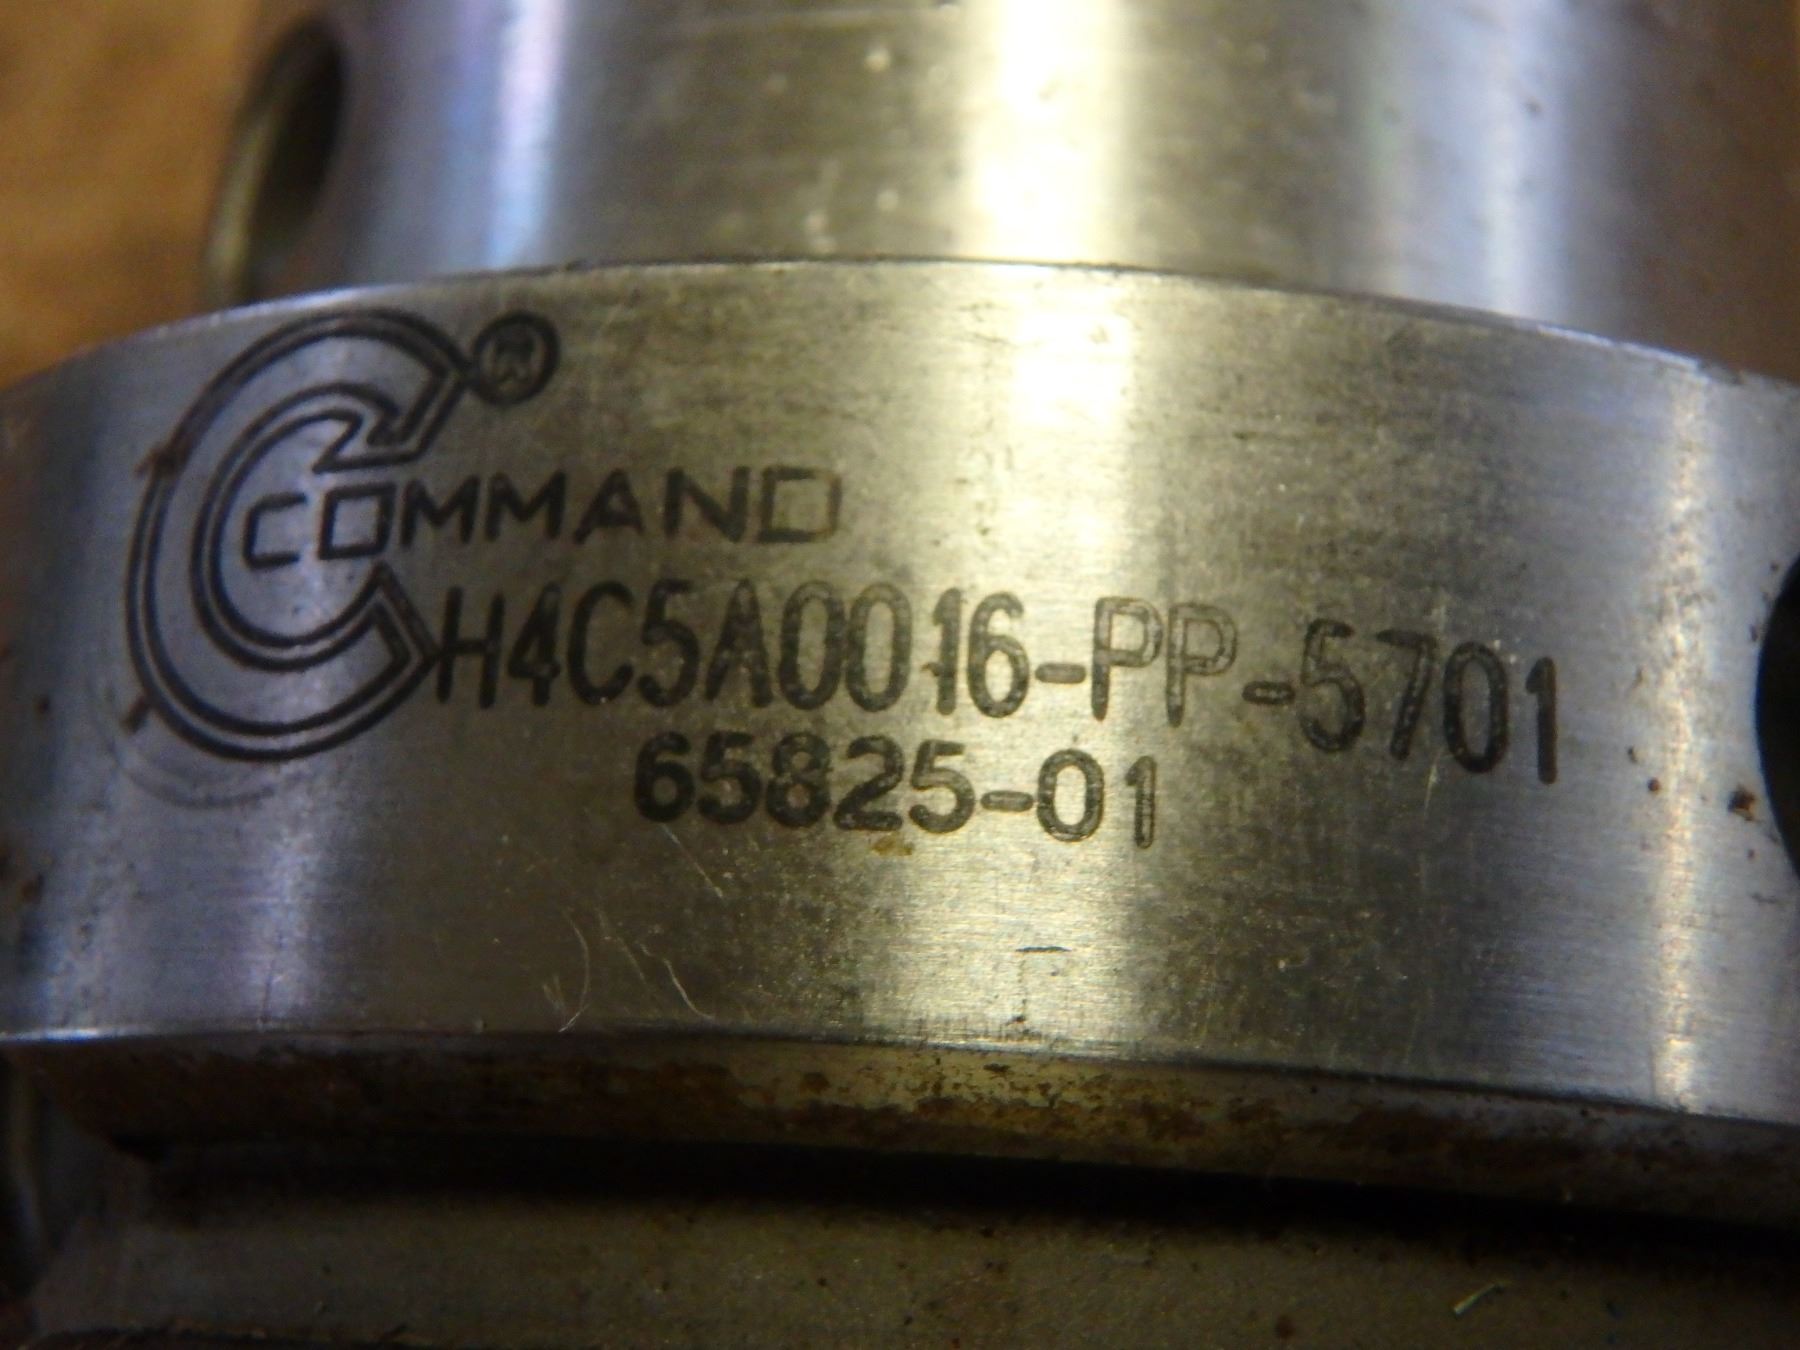 C®
COMMAND
H4C5A0016-PP-5701
65825-01